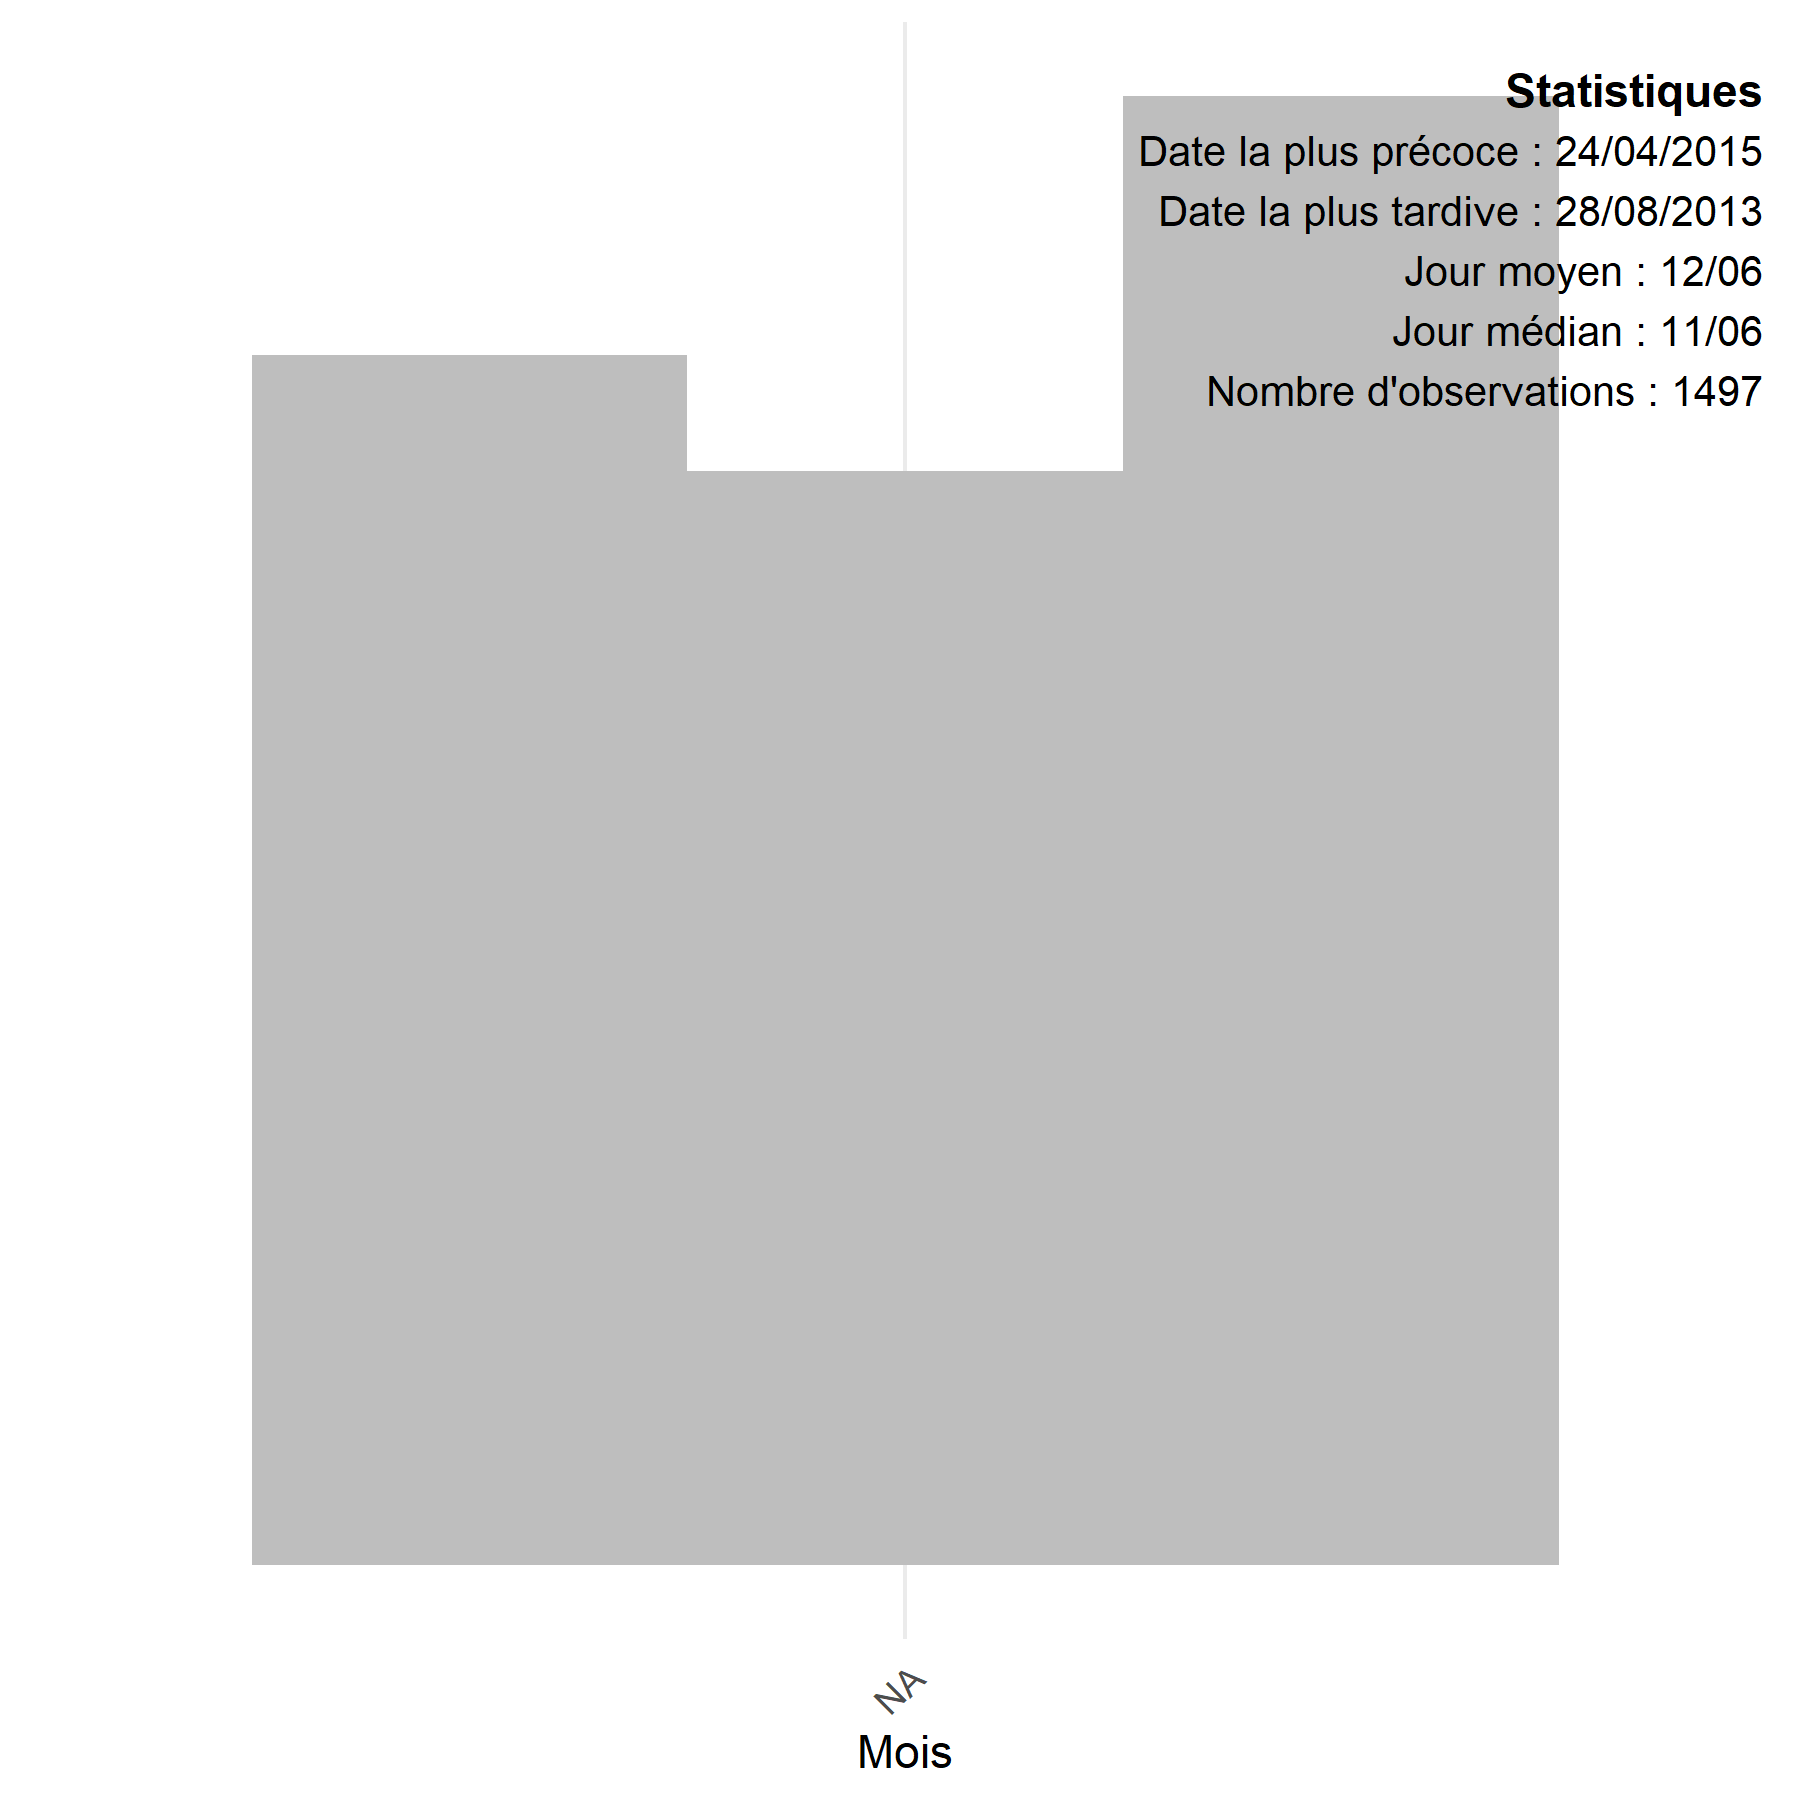 Statistiques
Date la plus précoce : 24/04/2015
Date la plus tardive : 28/08/2013
Jour moyen : 12/06
Jour médian : 11/06
Nombre d'observations : 1497
NA
Mois